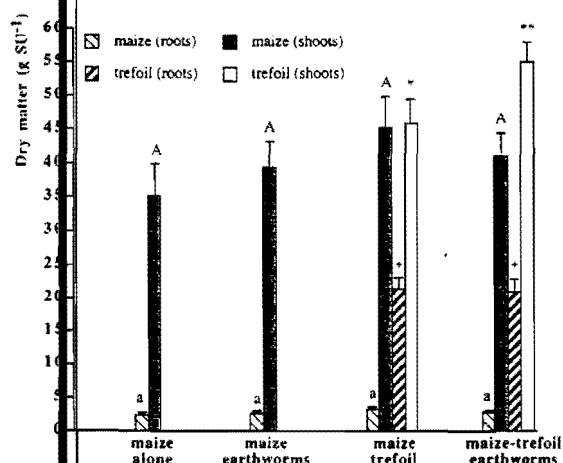 Dry matter (g SU⁻¹)
60
55
50
45
40
35
30
25
20
15
10
5
0
maize (roots)
maize (shoots)
trefoil (roots)
trefoil (shoots)
A
A
A
*
A
**
a
a
a
+
a
+
maize alone
maize earthworms
maize trefoil
maize-trefoil earthworms